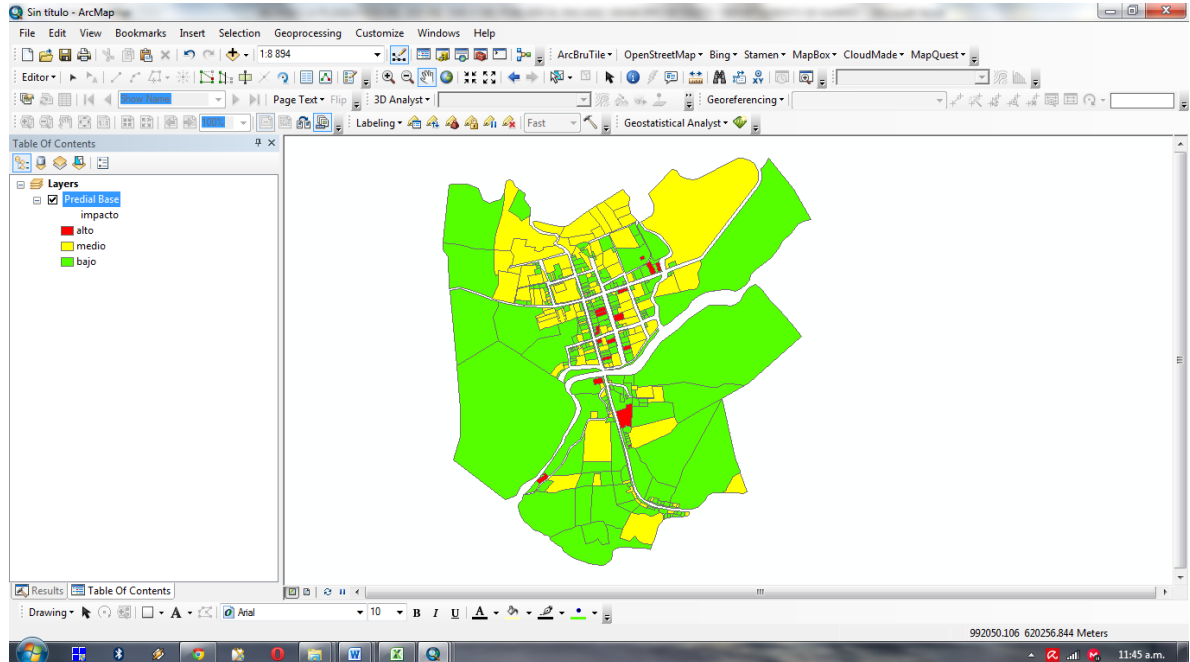 Sin título - ArcMap
File Edit View Bookmarks Insert Selection Geoprocessing Customize Windows Help
1:8 894 ArcBruTile OpenStreetMap Bing Stamen MapBox CloudMade MapQuest
Editor
Show Name Page Text Flip 3D Analyst Georeferencing
100% Labeling Fast Geostatistical Analyst
Table Of Contents
Layers
Predial Base
impacto
alto
medio
bajo
Results Table Of Contents
Drawing A Arial 10 B I U A
992050.106 620256.844 Meters
11:45 a.m.